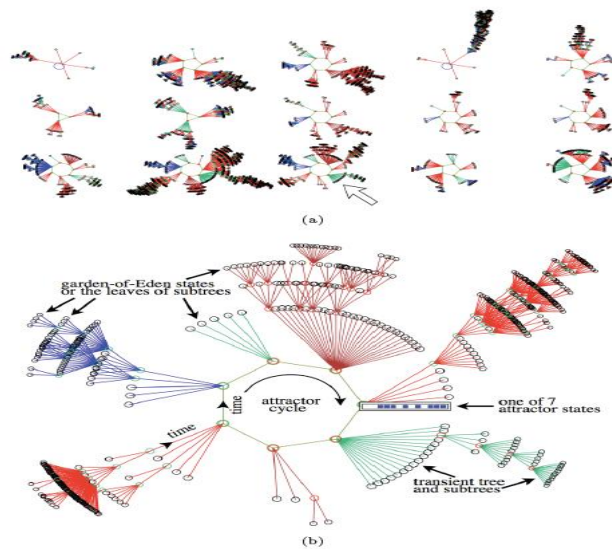 (a)
garden-of-Eden states
or the leaves of subtrees
time
attractor
cycle
one of 7
attractor states
time
transient tree
and subtrees
(b)